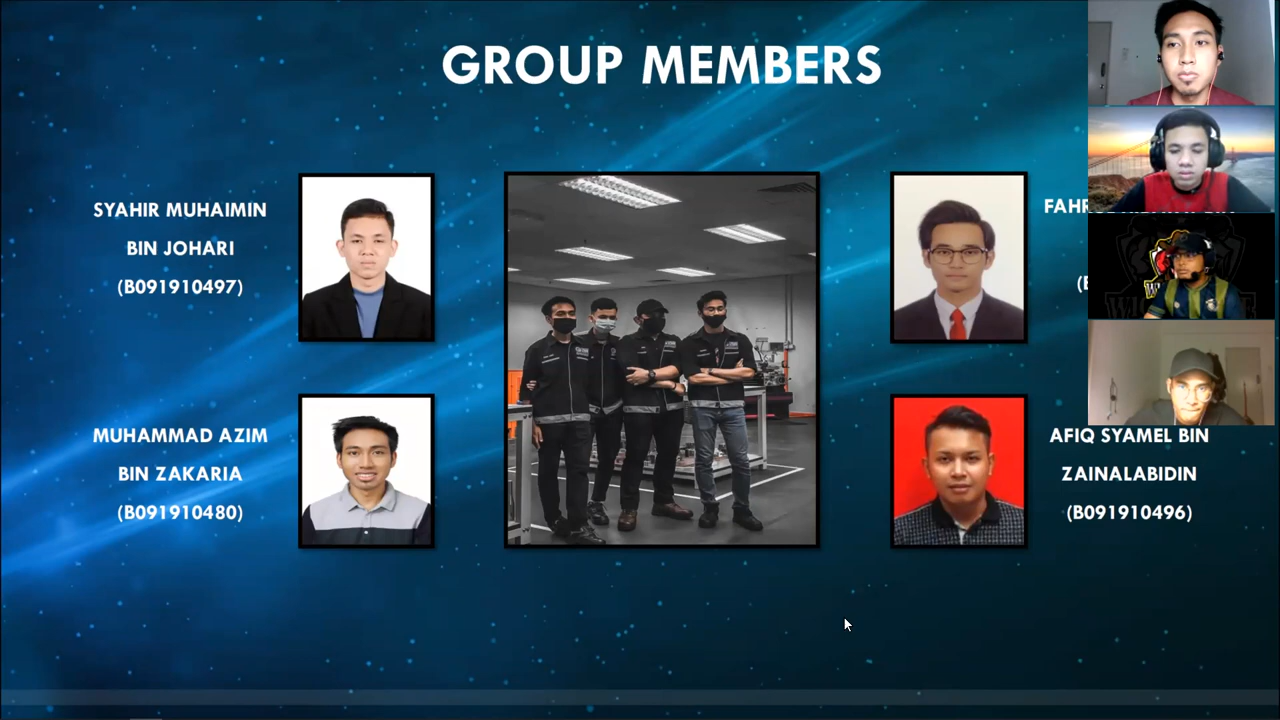 GROUP MEMBERS
SYAHIR MUHAIMIN
BIN JOHARI
(B091910497)
MUHAMMAD AZIM
BIN ZAKARIA
(B091910480)
AFIQ SYAMEL BIN
ZAINALABIDIN
(B091910496)